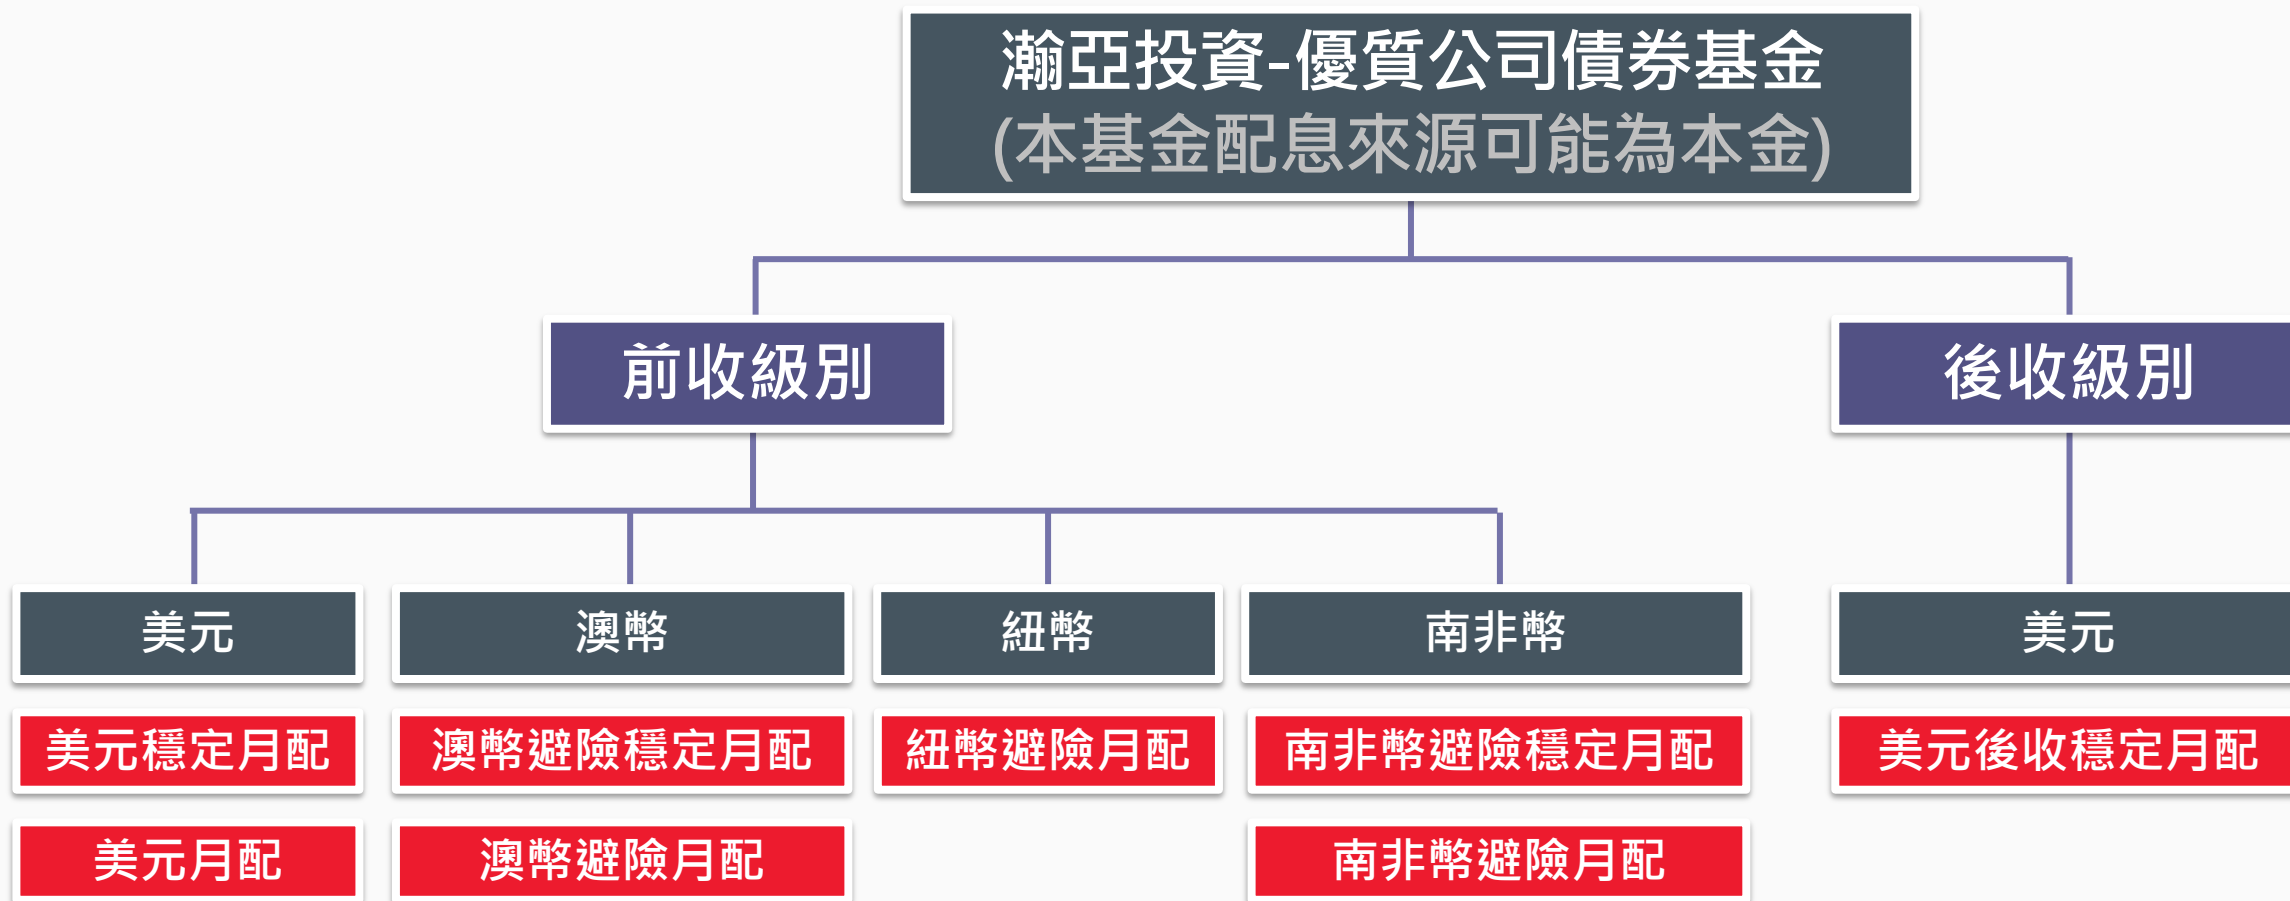 瀚亞投資-優質公司債券基金
(本基金配息來源可能為本金)
前收級別
後收級別
美元
澳幣
紐幣
南非幣
美元
美元穩定月配
澳幣避險穩定月配
紐幣避險月配
南非幣避險穩定月配
美元後收穩定月配
美元月配
澳幣避險月配
南非幣避險月配